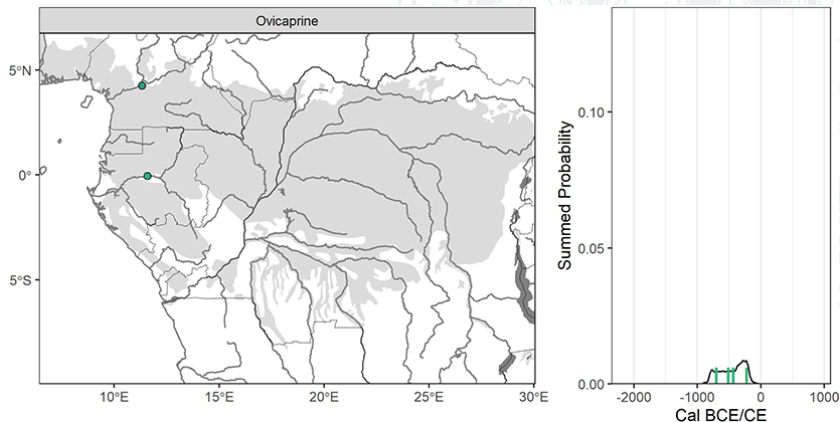 Ovicaprine
5°N
0°
5°S
10°E
15°E
20°E
25°E
30°E
Summed Probability
0.10
0.05
0.00
-2000
-1000
0
1000
Cal BCE/CE